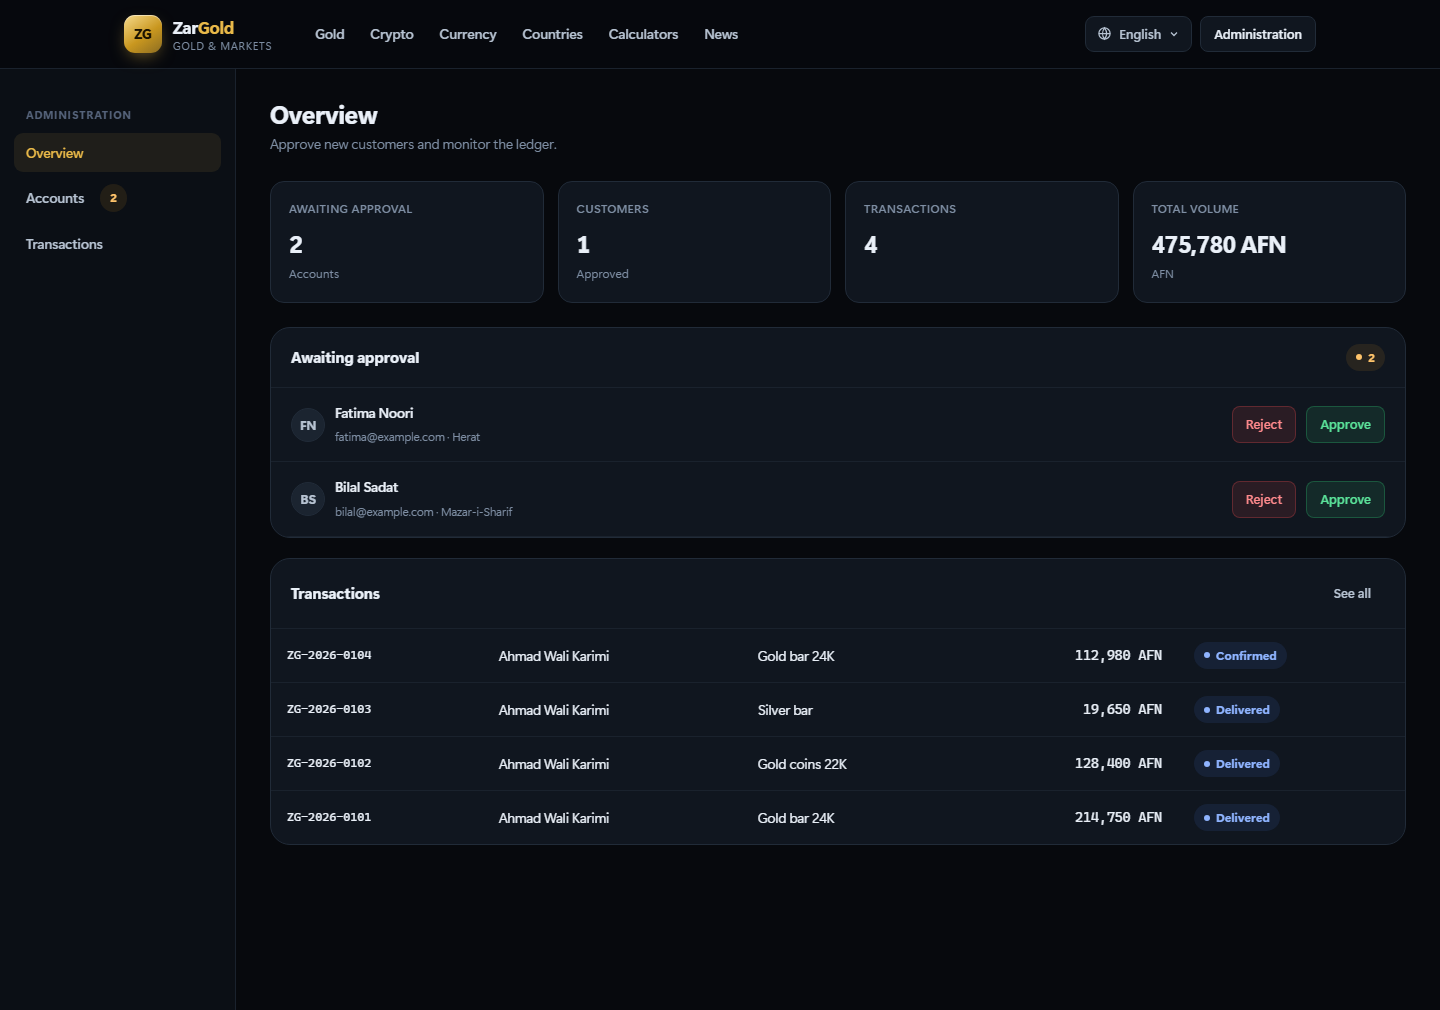 ZG
ZarGold
GOLD & MARKETS
Gold
Crypto
Currency
Countries
Calculators
News
English
Administration
ADMINISTRATION
Overview
Accounts
2
Transactions
Overview
Approve new customers and monitor the ledger.
AWAITING APPROVAL
2
Accounts
CUSTOMERS
1
Approved
TRANSACTIONS
4
TOTAL VOLUME
475,780 AFN
AFN
Awaiting approval
2
FN
Fatima Noori
fatima@example.com · Herat
Reject
Approve
BS
Bilal Sadat
bilal@example.com · Mazar-i-Sharif
Reject
Approve
Transactions
See all
ZG-2026-0104 Ahmad Wali Karimi Gold bar 24K 112,980 AFN Confirmed
ZG-2026-0103 Ahmad Wali Karimi Silver bar 19,650 AFN Delivered
ZG-2026-0102 Ahmad Wali Karimi Gold coins 22K 128,400 AFN Delivered
ZG-2026-0101 Ahmad Wali Karimi Gold bar 24K 214,750 AFN Delivered